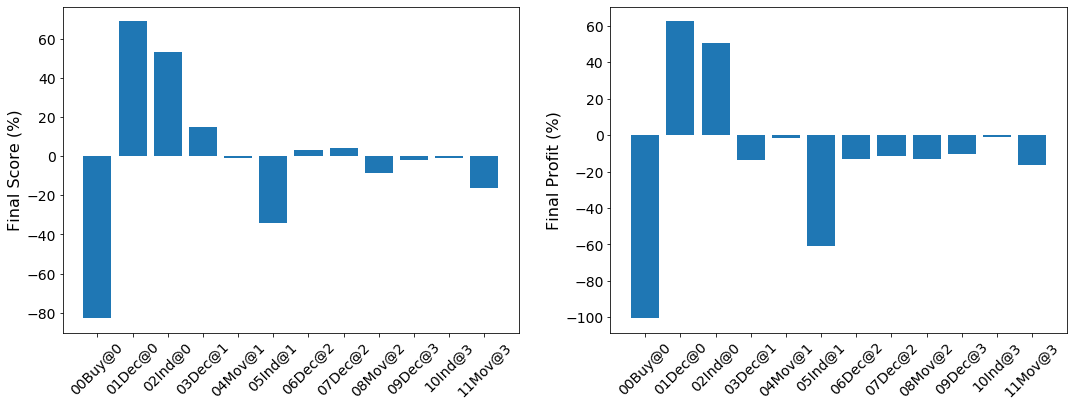 Final Score (%)
60
40
20
0
−20
−40
−60
−80
00Buy@0
01Dec@0
02Ind@0
03Dec@1
04Mov@1
05Ind@1
06Dec@2
07Dec@2
08Mov@2
09Dec@3
10Ind@3
11Mov@3
Final Profit (%)
60
40
20
0
−20
−40
−60
−80
−100
00Buy@0
01Dec@0
02Ind@0
03Dec@1
04Mov@1
05Ind@1
06Dec@2
07Dec@2
08Mov@2
09Dec@3
10Ind@3
11Mov@3